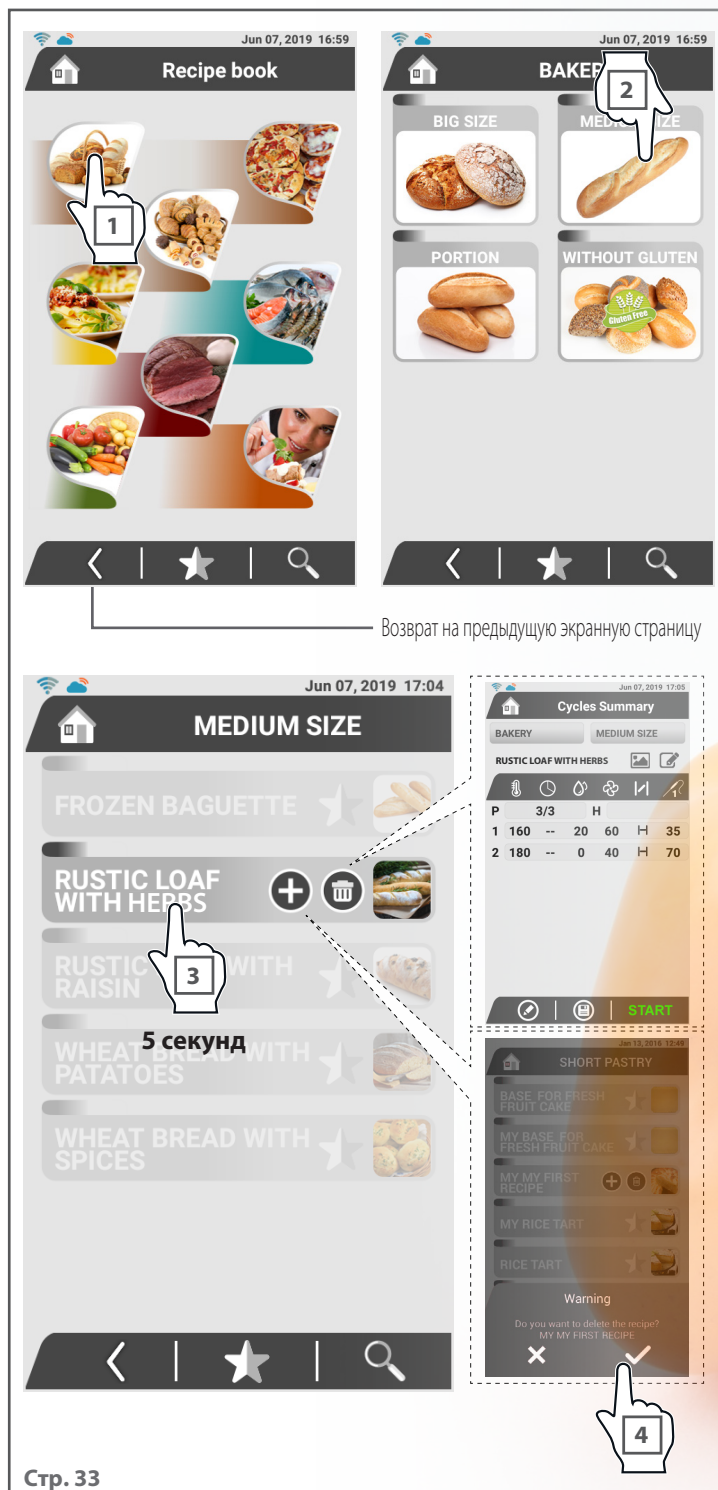 Jun 07, 2019 16:59
Recipe book
1
Jun 07, 2019 16:59
BAKER
2
BIG SIZE
MEDIUM SIZE
PORTION
WITHOUT GLUTEN
Gluten Free
Возврат на предыдущую экранную страницу
Jun 07, 2019 17:04
MEDIUM SIZE
FROZEN BAGUETTE
RUSTIC LOAF
WITH HERBS
3
RUSTIC WITH
RAISIN
5 секунд
WHEAT BREAD WITH
PATATOES
WHEAT BREAD WITH
SPICES
Jun 07, 2019 17:05
Cycles Summary
BAKERY MEDIUM SIZE
RUSTIC LOAF WITH HERBS
P 3/3 H
1 160 -- 20 60 35
2 180 -- 0 40 70
START
Jan 13, 2016 12:49
SHORT PASTRY
BASE FOR FRESH
FRUIT CAKE
MY BASE FOR
FRESH FRUIT CAKE
MY MY FIRST
RECIPE
MY RICE TART
RICE TART
Warning
Do you want to delete the recipe?
MY MY FIRST RECIPE
4
Стр. 33